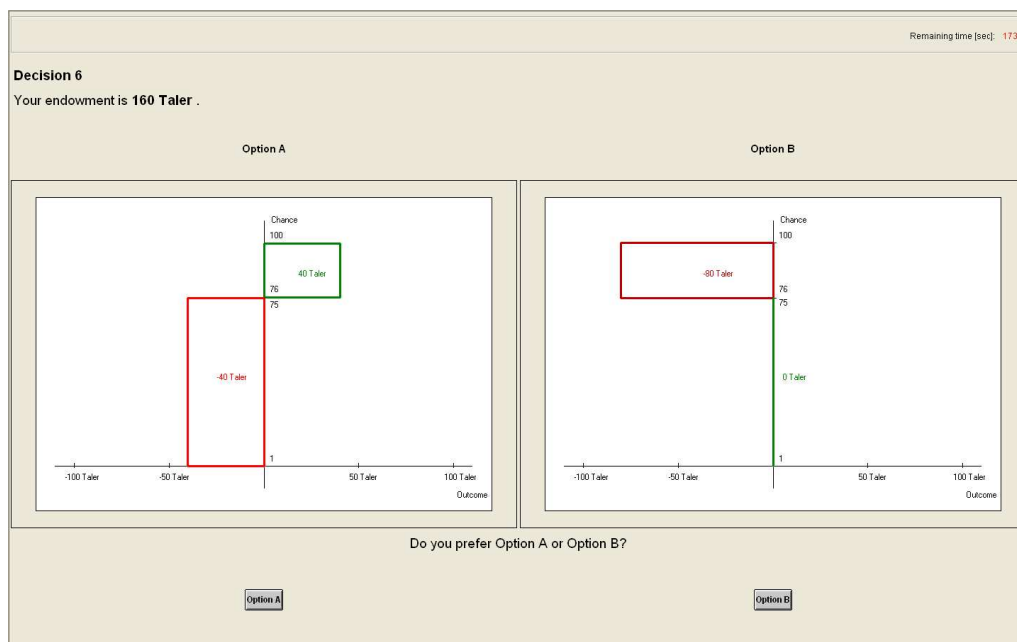 Remaining time [sec]: 173
Decision 6
Your endowment is 160 Taler .
Option A
Option B
Chance
100
40 Taler
76
75
-40 Taler
1
-100 Taler
-50 Taler
50 Taler
100 Taler
Outcome
Chance
100
-80 Taler
76
75
0 Taler
1
-100 Taler
-50 Taler
50 Taler
100 Taler
Outcome
Do you prefer Option A or Option B?
Option A
Option B